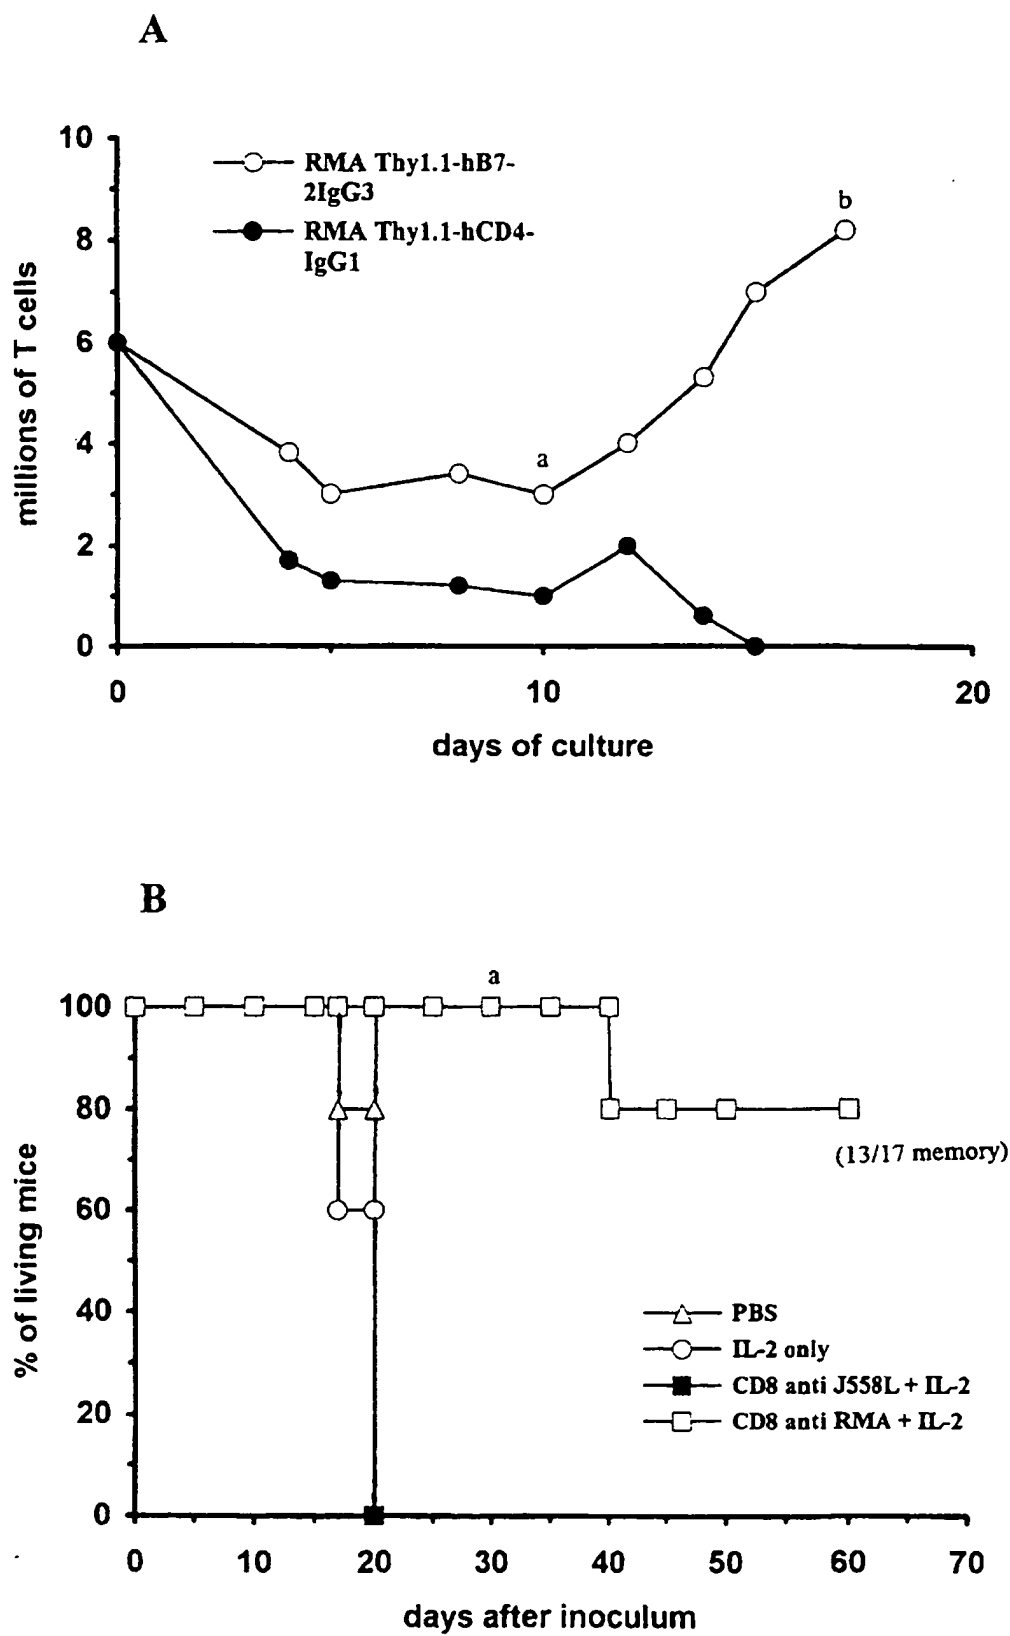 A
10
8
6
4
2
0
millions of T cells
RMA Thy1.1-hB7-
2IgG3
RMA Thy1.1-hCD4-
IgG1
a
b
0 10 20
days of culture
B
100
80
60
40
20
0
% of living mice
a
(13/17 memory)
PBS
IL-2 only
CD8 anti J558L + IL-2
CD8 anti RMA + IL-2
0 10 20 30 40 50 60 70
days after inoculum